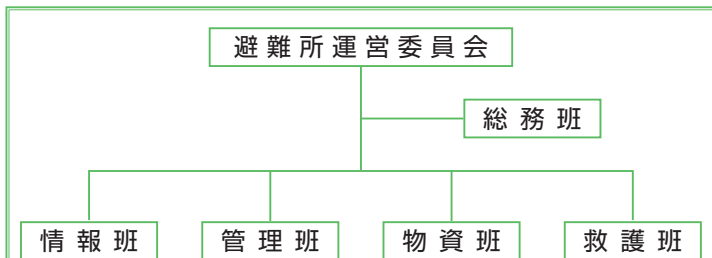 避難所運営委員会
総務班
情報班
管理班
物資班
救護班